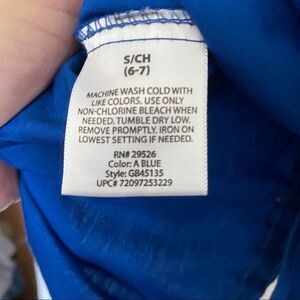 S/CH
(6-7)
MACHINE WASH COLD WITH
LIKE COLORS. USE ONLY
NON-CHLORINE BLEACH WHEN
NEEDED. TUMBLE DRY LOW.
REMOVE PROMPTLY. IRON ON
LOWEST SETTING IF NEEDED.
RN# 29526
Color: A BLUE
Style: GB45135
UPC# 72097253229